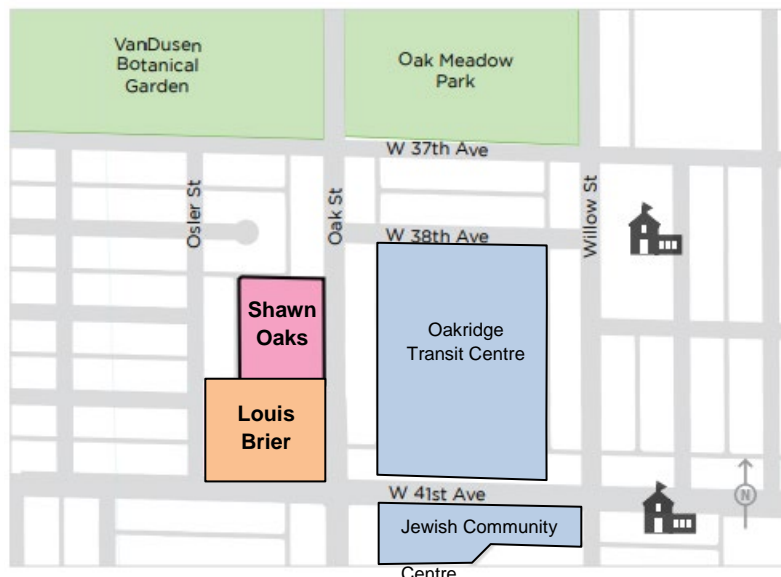 VanDusen
Botanical
Garden
Oak Meadow
Park
W 37th Ave
Osler St
Oak St
W 38th Ave
Willow St
Shawn
Oaks
Oakridge
Transit Centre
Louis
Brier
W 41st Ave
N
Jewish Community
Centre